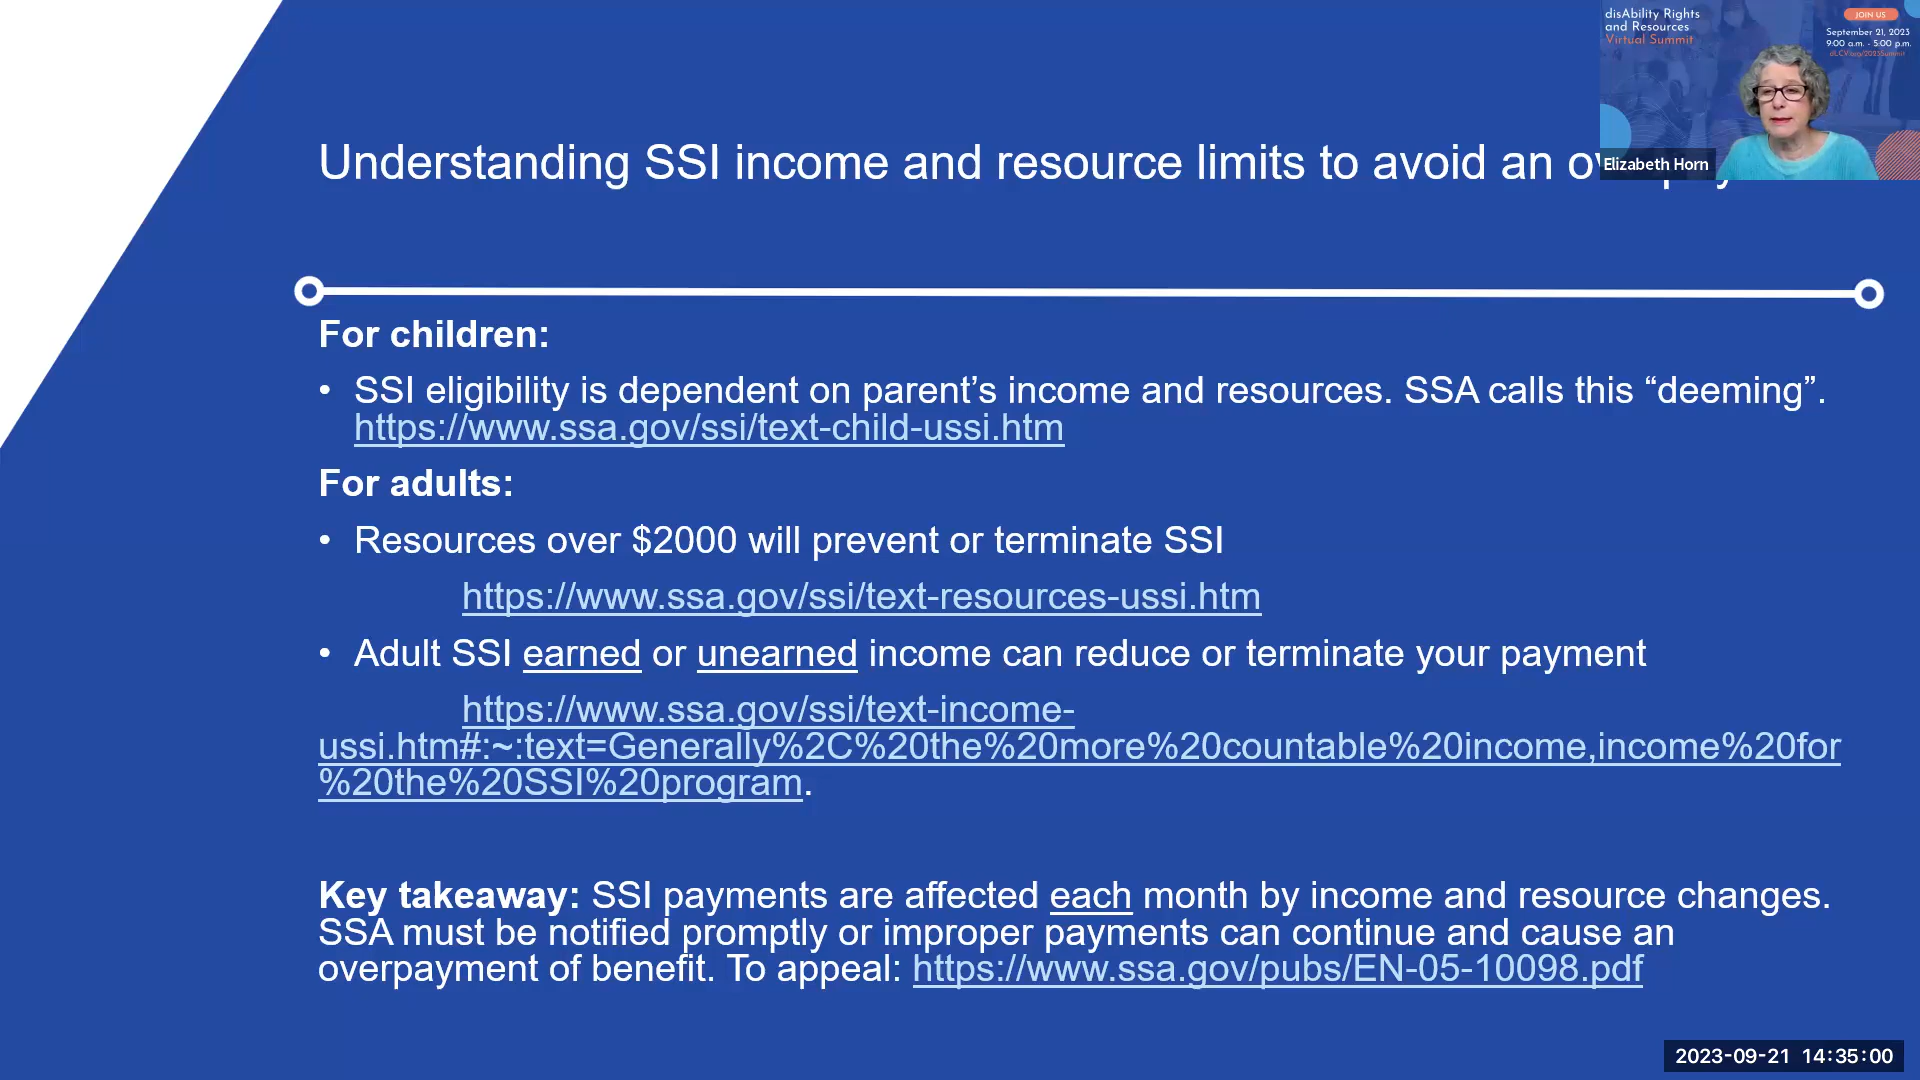 disAbility Rights
and Resources
Virtual Summit
JOIN US
September 21, 2023
9:00 a.m. - 5:00 p.m.
dLCV.org/2023Summit
Elizabeth Horn
Understanding SSI income and resource limits to avoid an
For children:
• SSI eligibility is dependent on parent’s income and resources. SSA calls this “deeming”.
https://www.ssa.gov/ssi/text-child-ussi.htm
For adults:
• Resources over $2000 will prevent or terminate SSI
https://www.ssa.gov/ssi/text-resources-ussi.htm
• Adult SSI earned or unearned income can reduce or terminate your payment
https://www.ssa.gov/ssi/text-income-
ussi.htm#:~:text=Generally%2C%20the%20more%20countable%20income,income%20for
%20the%20SSI%20program.
Key takeaway: SSI payments are affected each month by income and resource changes.
SSA must be notified promptly or improper payments can continue and cause an
overpayment of benefit. To appeal: https://www.ssa.gov/pubs/EN-05-10098.pdf
2023-09-21 14:35:00